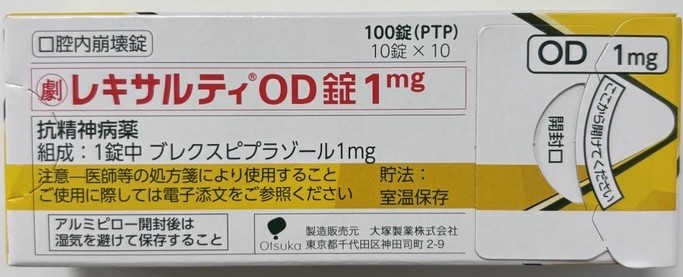 口腔内崩壊錠
100錠(PTP)
10錠×10
劇 レキサルティ® OD錠 1mg
抗精神病薬
組成：1錠中 ブレクスピプラゾール1mg
注意―医師等の処方箋により使用すること
ご使用に際しては電子添文をご参照ください
貯法：
室温保存
アルミピロー開封後は
湿気を避けて保存すること
Otsuka
製造販売元 大塚製薬株式会社
東京都千代田区神田司町2-9
OD 1mg
開封口
ここから開けてください